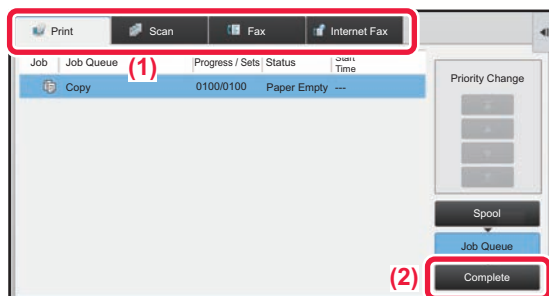 Print Scan Fax Internet Fax
(1)
Job Job Queue Progress / Sets Status Start
Time
Copy 0100/0100 Paper Empty ---
Priority Change
Spool
Job Queue
(2)
Complete